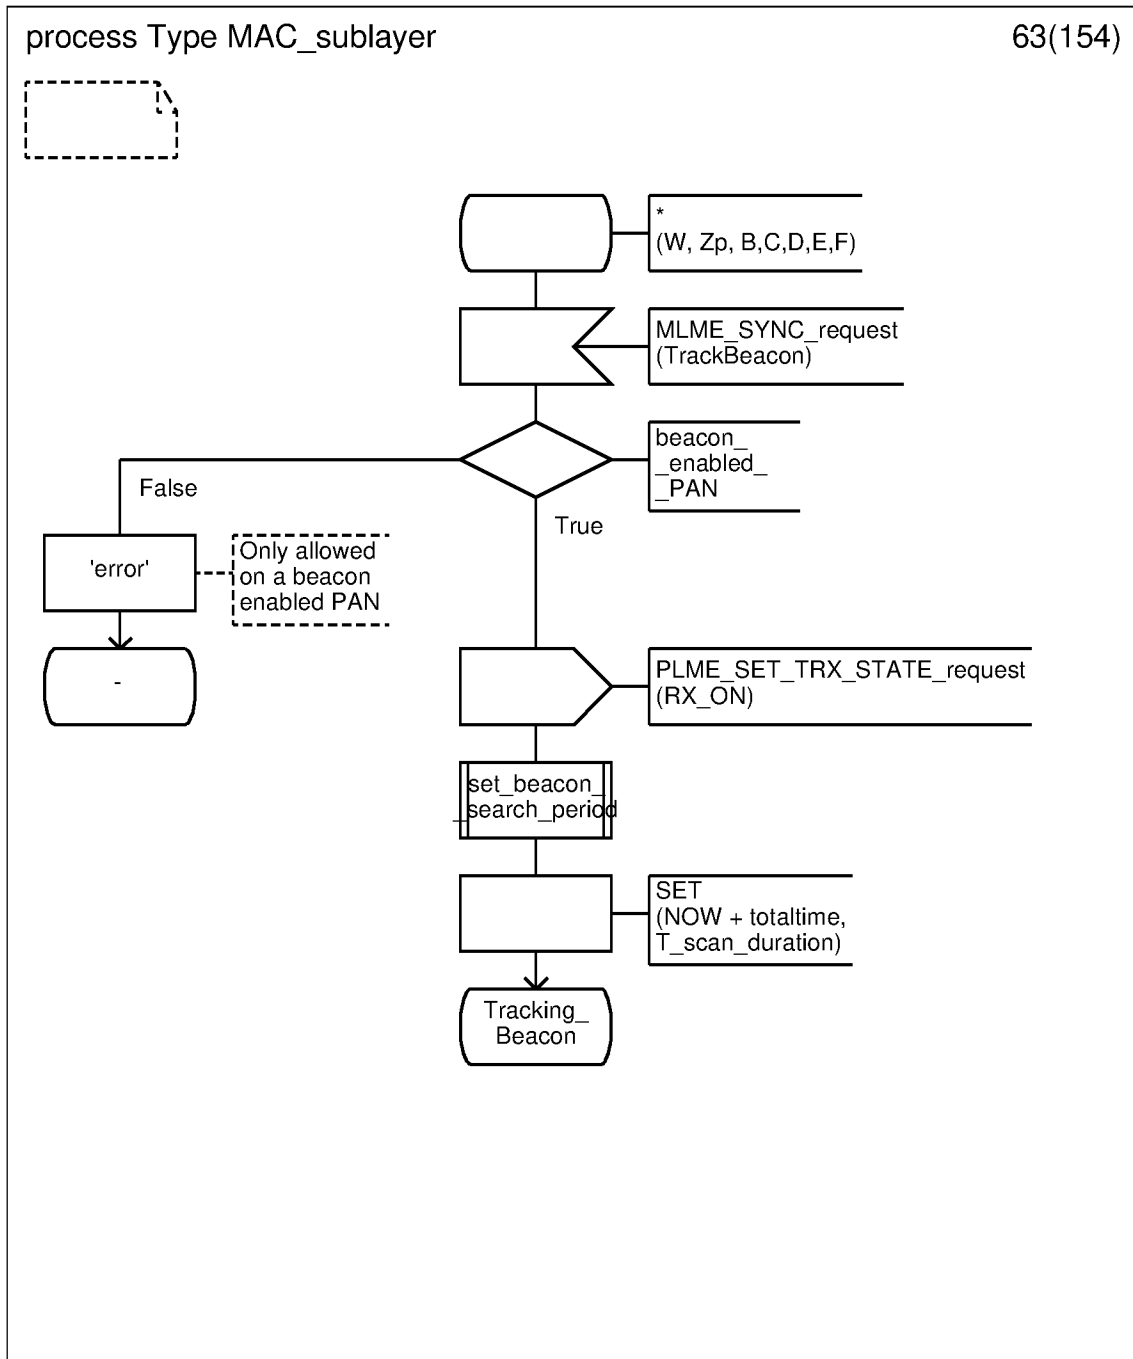 process Type MAC_sublayer
63(154)
*
(W, Zp, B,C,D,E,F)
MLME_SYNC_request
(TrackBeacon)
beacon_
_enabled_
_PAN
False
True
'error'
Only allowed
on a beacon
enabled PAN
-
PLME_SET_TRX_STATE_request
(RX_ON)
set_beacon_
_search_period
SET
(NOW + totaltime,
T_scan_duration)
Tracking_
Beacon